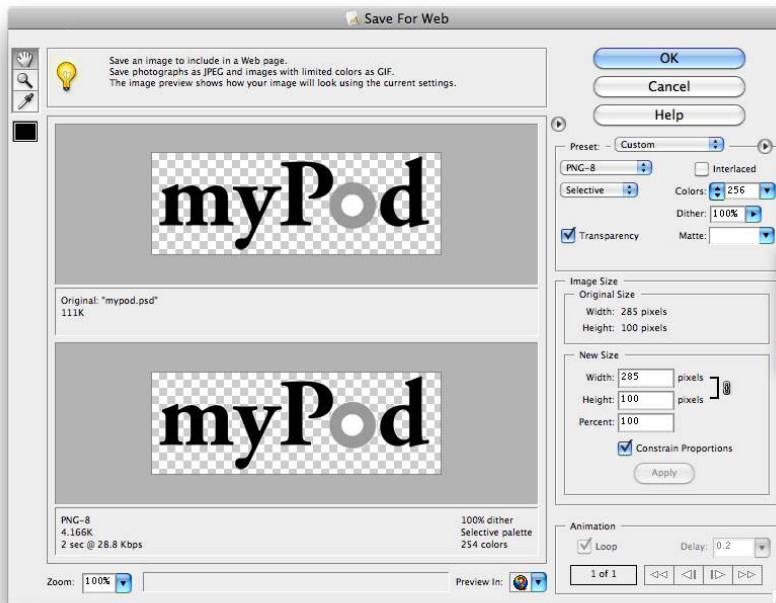 Save For Web
Save an image to include in a Web page.
Save photographs as JPEG and images with limited colors as GIF.
The image preview shows how your image will look using the current settings.
OK
Cancel
Help
Preset: Custom
PNG-8
Interlaced
Selective
Colors: 256
Dither: 100%
Transparency
Matte:
myPod
Original: "mypod.psd"
111K
Image Size
Original Size
Width: 285 pixels
Height: 100 pixels
New Size
Width: 285 pixels
Height: 100 pixels
Percent: 100
Constrain Proportions
Apply
myPod
PNG-8
4.166K
2 sec @ 28.8 Kbps
100% dither
Selective palette
254 colors
Animation
Loop
Delay: 0.2
1 of 1
Zoom: 100%
Preview In: